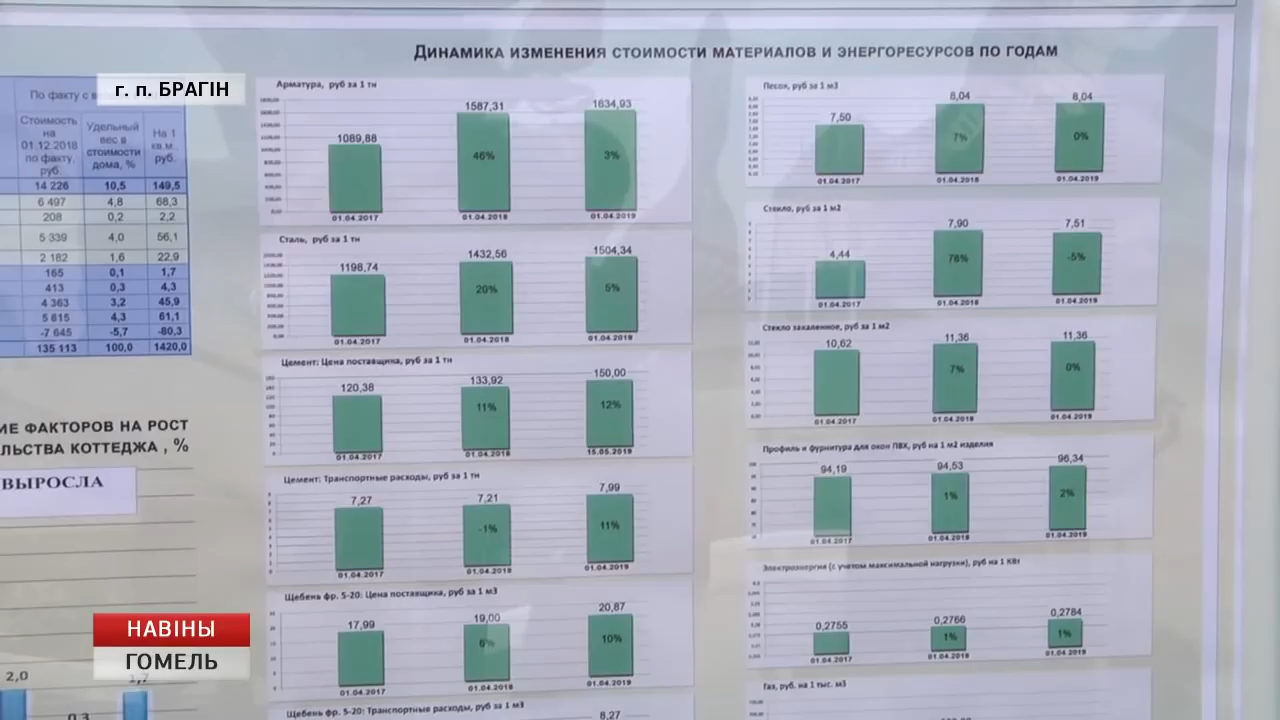 ДИНАМИКА ИЗМЕНЕНИЯ СТОИМОСТИ МАТЕРИАЛОВ И ЭНЕРГОРЕСУРСОВ ПО ГОДАМ
г. п. БРАГІН
По факту с
Стоимость на 01.12.2018 по факту, руб.
Удельный вес в стоимости дома, %
На 1 кв.м. руб.
14 226 10,5 149,5
6 497 4,8 68,3
208 0,2 2,2
5 339 4,0 56,1
2 182 1,6 22,9
165 0,1 1,7
413 0,3 4,3
4 363 3,2 45,9
5 815 4,3 61,1
-7 645 -5,7 -80,3
135 113 100,0 1420,0
ИЕ ФАКТОРОВ НА РОСТ
ЛЬСТВА КОТТЕДЖА , %
ВЫРОСЛА
2,0
0,3
1,7
Арматура, руб за 1 тн
1089,88 1587,31 1634,93
46% 3%
01.04.2017 01.04.2018 01.04.2019
Сталь, руб за 1 тн
1198,74 1432,56 1504,34
20% 5%
01.04.2017 01.04.2018 01.04.2019
Цемент: Цена поставщика, руб за 1 тн
120,38 133,92 150,00
11% 12%
01.04.2017 01.04.2018 15.05.2019
Цемент: Транспортные расходы, руб за 1 тн
7,27 7,21 7,99
-1% 11%
01.04.2017 01.04.2018 01.04.2019
Щебень фр. 5-20: Цена поставщика, руб за 1 м3
17,99 19,00 20,87
6% 10%
01.04.2017 01.04.2018 01.04.2019
Щебень фр. 5-20: Транспортные расходы, руб за 1 м3
8,27
Песок, руб за 1 м3
7,50 8,04 8,04
7% 0%
01.04.2017 01.04.2018 01.04.2019
Стекло, руб за 1 м2
4,44 7,90 7,51
78% -5%
01.04.2017 01.04.2018 01.04.2019
Стекло закаленное, руб за 1 м2
10,62 11,36 11,36
7% 0%
01.04.2017 01.04.2018 01.04.2019
Профиль и фурнитура для окон ПВХ, руб на 1 м2 изделия
94,19 94,53 96,34
1% 2%
01.04.2017 01.04.2018 01.04.2019
Электроэнергия (с учетом максимальной нагрузки), руб на 1 КВт
0,2755 0,2766 0,2784
1% 1%
01.04.2017 01.04.2018 01.04.2019
Газ, руб. на 1 тыс. м3
НАВІНЫ
ГОМЕЛЬ